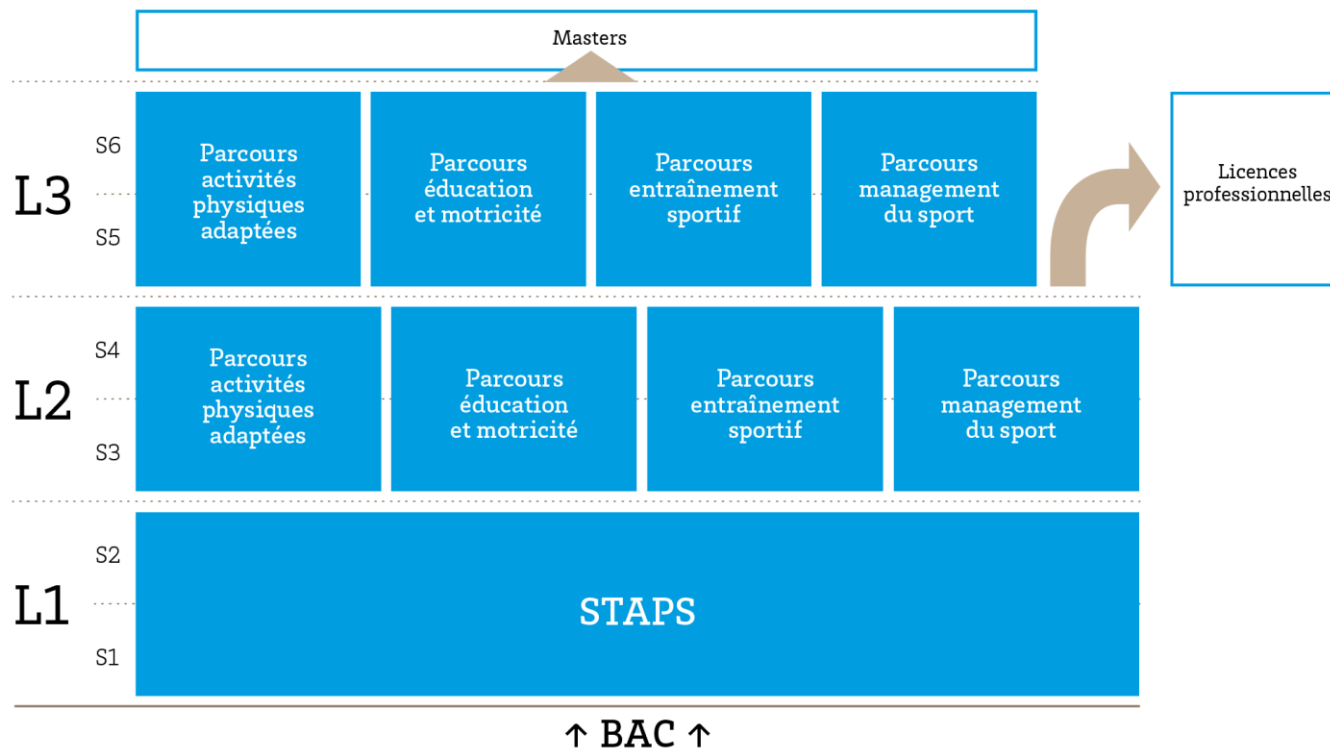 Masters
L3
S6
S5
Parcours
activités
physiques
adaptées
Parcours
éducation
et motricité
Parcours
entraînement
sportif
Parcours
management
du sport
Licences
professionnelles
L2
S4
S3
Parcours
activités
physiques
adaptées
Parcours
éducation
et motricité
Parcours
entraînement
sportif
Parcours
management
du sport
L1
S2
S1
STAPS
↑ BAC ↑